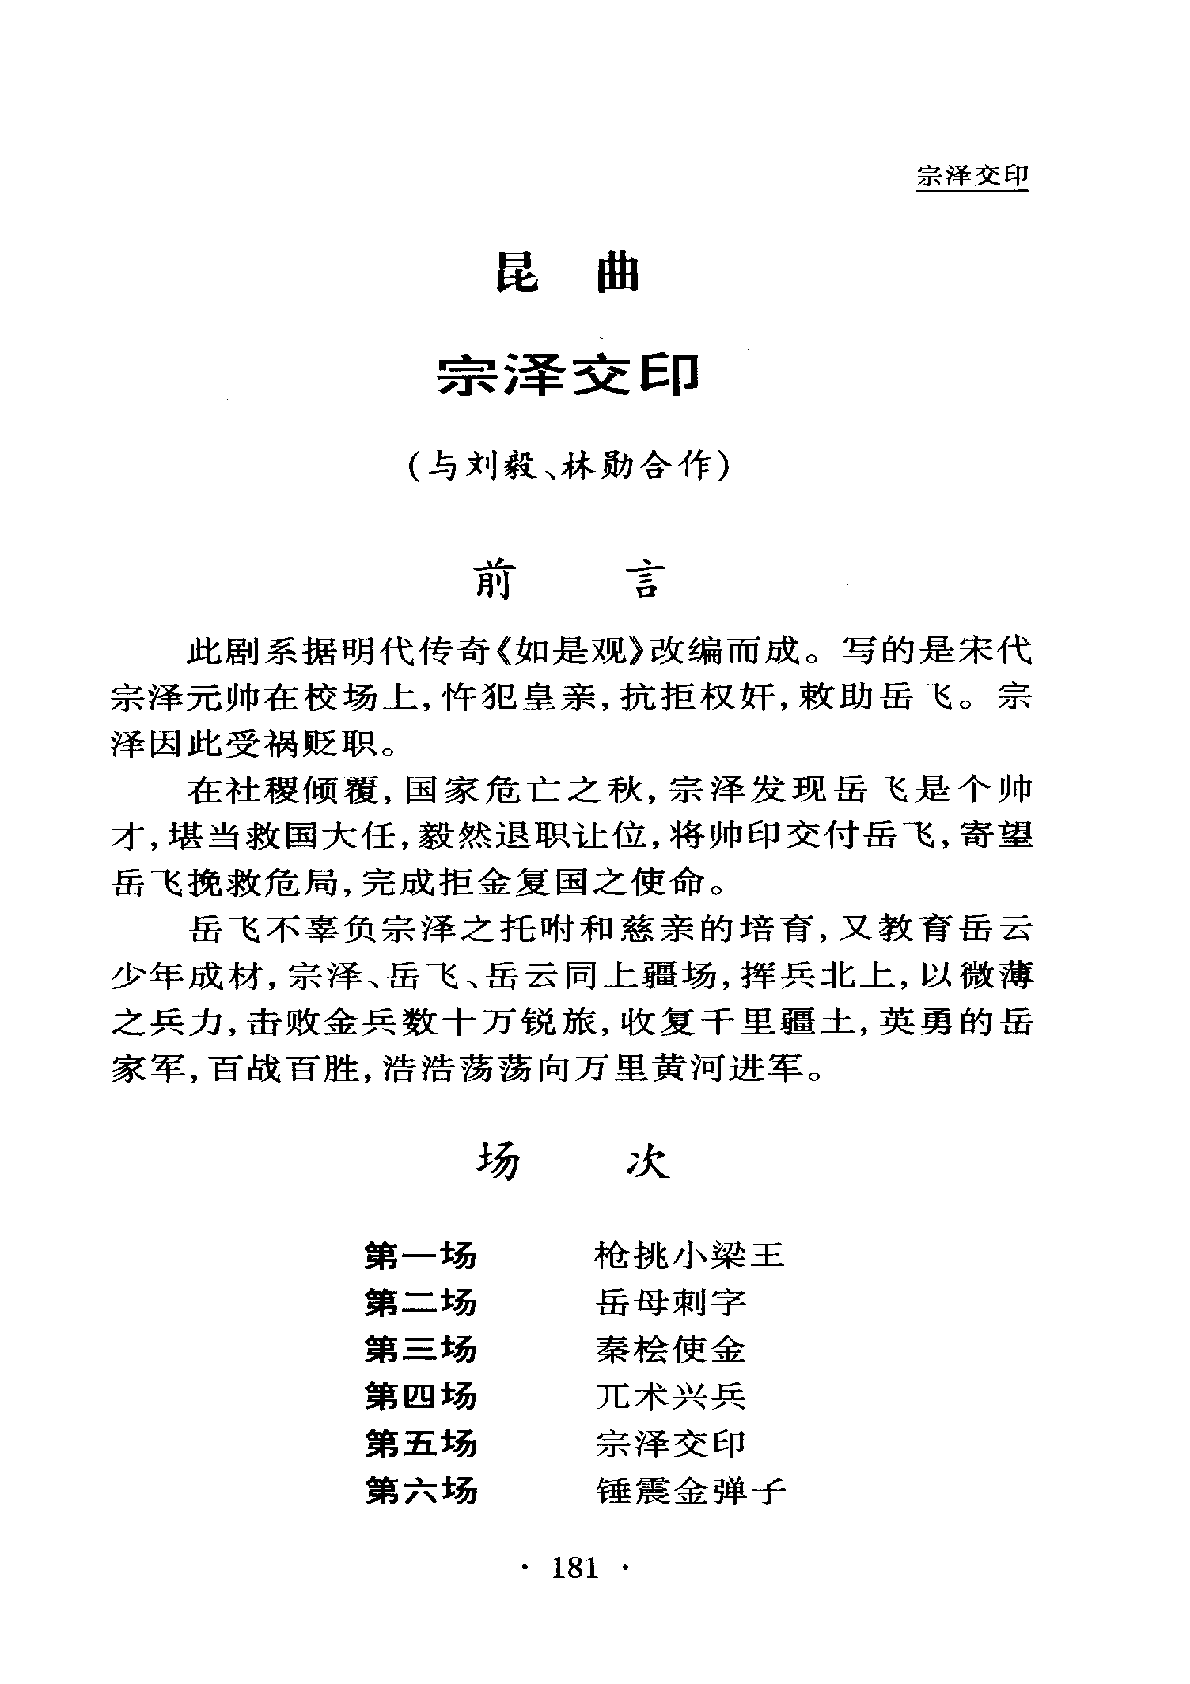 宗泽交印
昆 曲
宗泽交印
(与刘毅、林勋合作)
前 言
此剧系据明代传奇《如是观》改编而成。写的是宋代
宗泽元帅在校场上,忤犯皇亲,抗拒权奸,救助岳飞。宗
泽因此受祸贬职。
在社稷倾覆,国家危亡之秋,宗泽发现岳飞是个帅
才,堪当救国大任,毅然退职让位,将帅印交付岳飞,寄望
岳飞挽救危局,完成拒金复国之使命。
岳飞不辜负宗泽之托咐和慈亲的培育,又教育岳云
少年成材,宗泽、岳飞、岳云同上疆场,挥兵北上,以微薄
之兵力,击败金兵数十万锐旅,收复千里疆土,英勇的岳
家军,百战百胜,浩浩荡荡向万里黄河进军。
场 次
第一场 枪挑小梁王
第二场 岳母刺字
第三场 秦桧使金
第四场 兀术兴兵
第五场 宗泽交印
第六场 锤震金弹子
· 181 ·